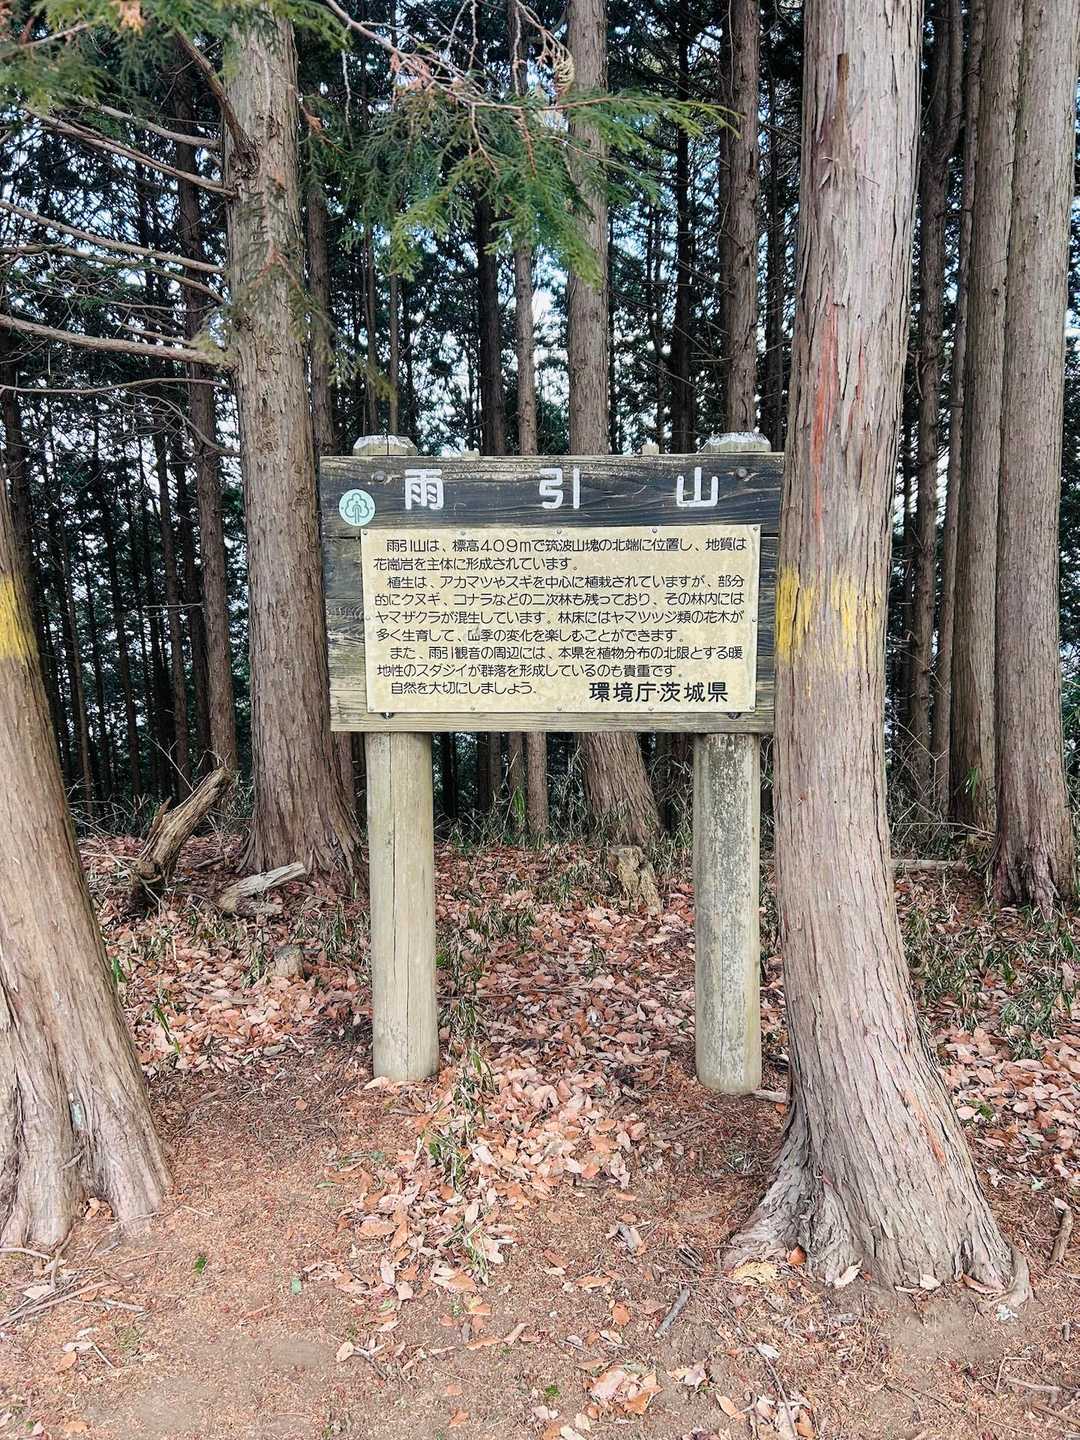 雨引山
雨引山は、標高409mで筑波山塊の北端に位置し、地質は
花崗岩を主体に形成されています。
植生は、アカマツやスギを中心に植栽されていますが、部分
的にクヌギ、コナラなどの二次林も残っており、その林内には
ヤマザクラが混生しています。林床にはヤマツツジ類の花木が
多く生育して、四季の変化を楽しむことができます。
また、雨引観音の周辺には、本県を植物分布の北限とする暖
地性のスダジイが群落を形成しているのも貴重です。
自然を大切にしましょう。
環境庁・茨城県